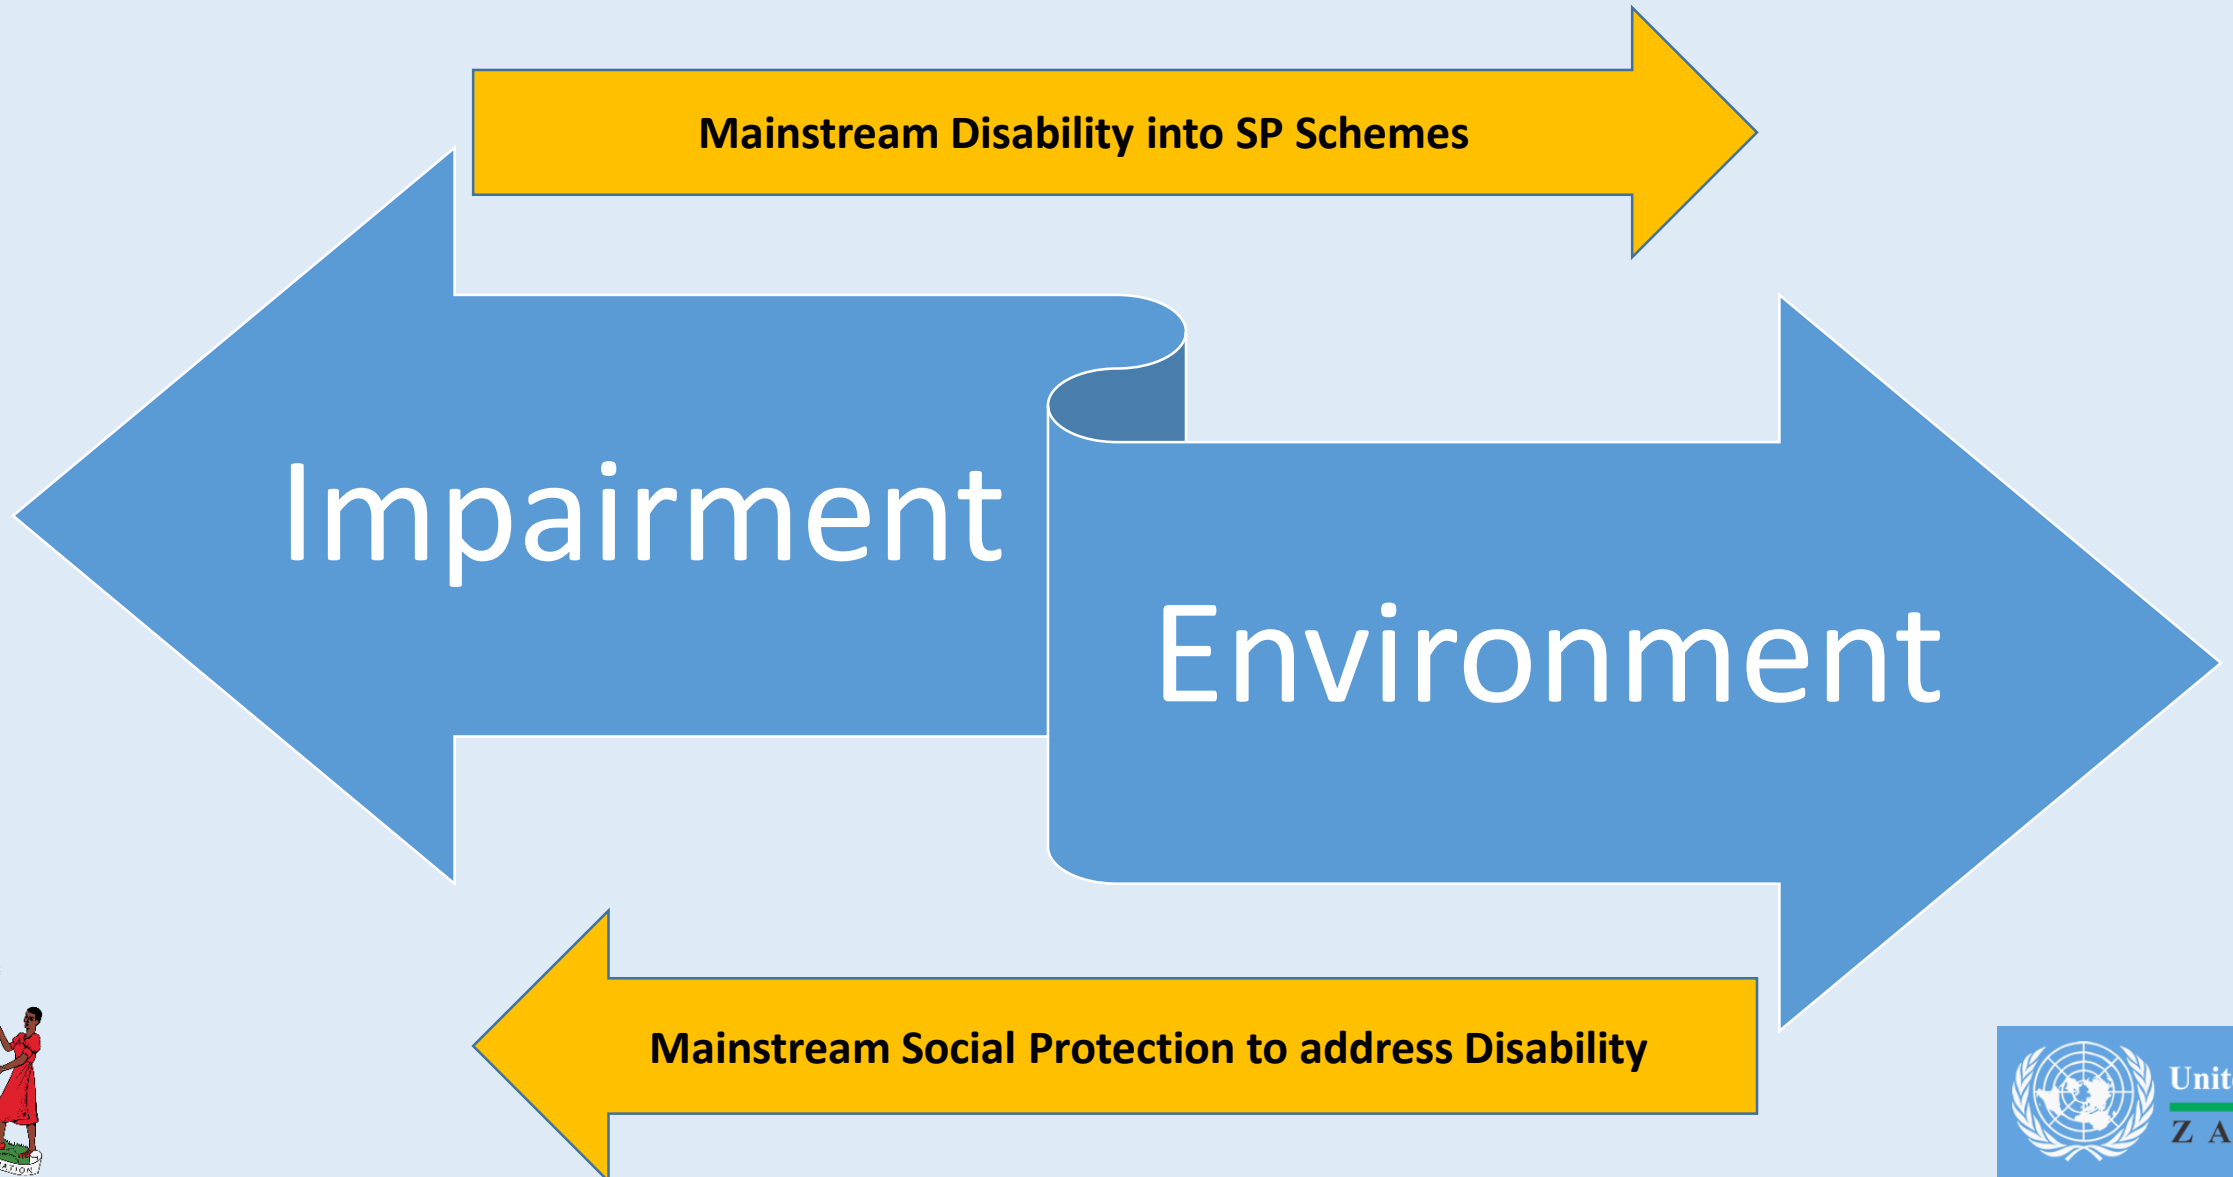 Mainstream Disability into SP Schemes
Impairment
Environment
Mainstream Social Protection to address Disability